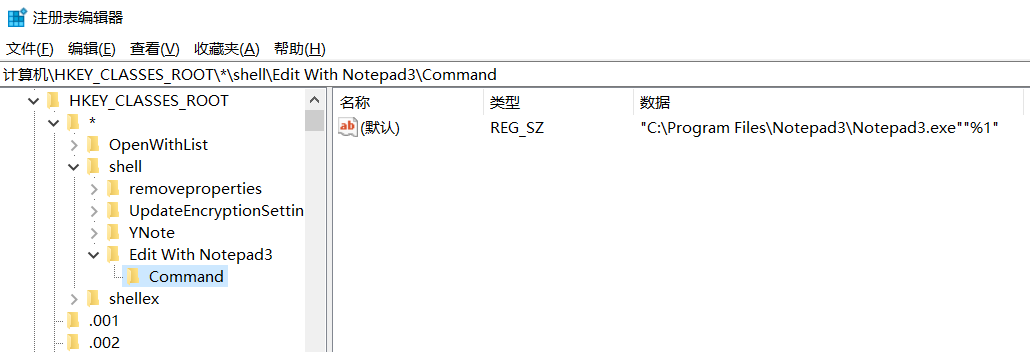 注册表编辑器
文件(F) 编辑(E) 查看(V) 收藏夹(A) 帮助(H)
计算机\HKEY_CLASSES_ROOT\*\shell\Edit With Notepad3\Command
HKEY_CLASSES_ROOT
*
OpenWithList
shell
removeproperties
UpdateEncryptionSettin
YNote
Edit With Notepad3
Command
shellex
.001
.002
名称 类型 数据
ab (默认) REG_SZ "C:\Program Files\Notepad3\Notepad3.exe""%1"